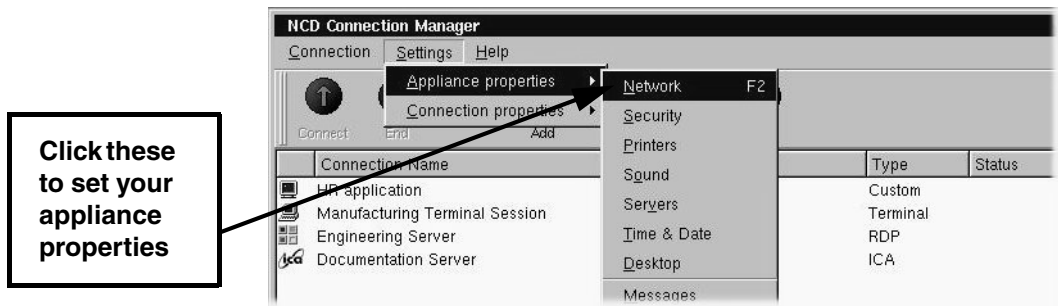 NCD Connection Manager
Connection Settings Help
Appliance properties
Connection properties
Network F2
Security
Printers
Sound
Servers
Time & Date
Desktop
Messages
Connect End Add
Click these
to set your
appliance
properties
Connection Name Type Status
HR application Custom
Manufacturing Terminal Session Terminal
Engineering Server RDP
ica Documentation Server ICA